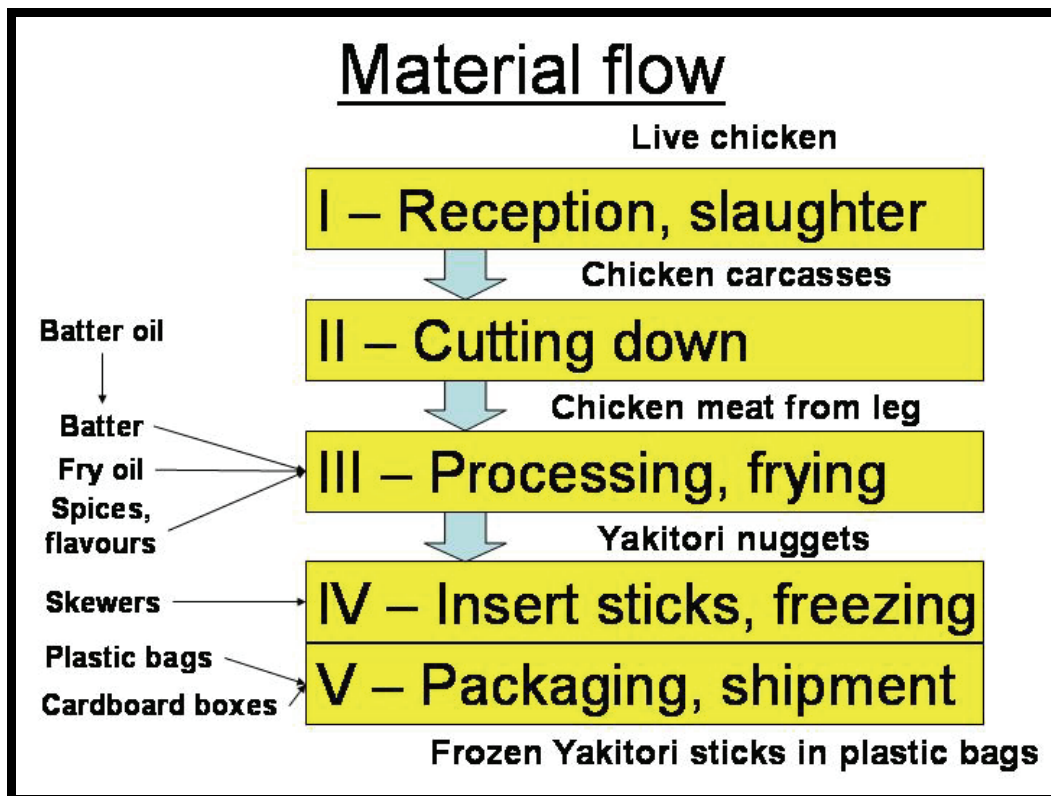 Material flow
Live chicken
I – Reception, slaughter
Chicken carcasses
II – Cutting down
Batter oil
Chicken meat from leg
Batter
Fry oil
III – Processing, frying
Spices,
flavours
Yakitori nuggets
Skewers
IV – Insert sticks, freezing
Plastic bags
Cardboard boxes
V – Packaging, shipment
Frozen Yakitori sticks in plastic bags